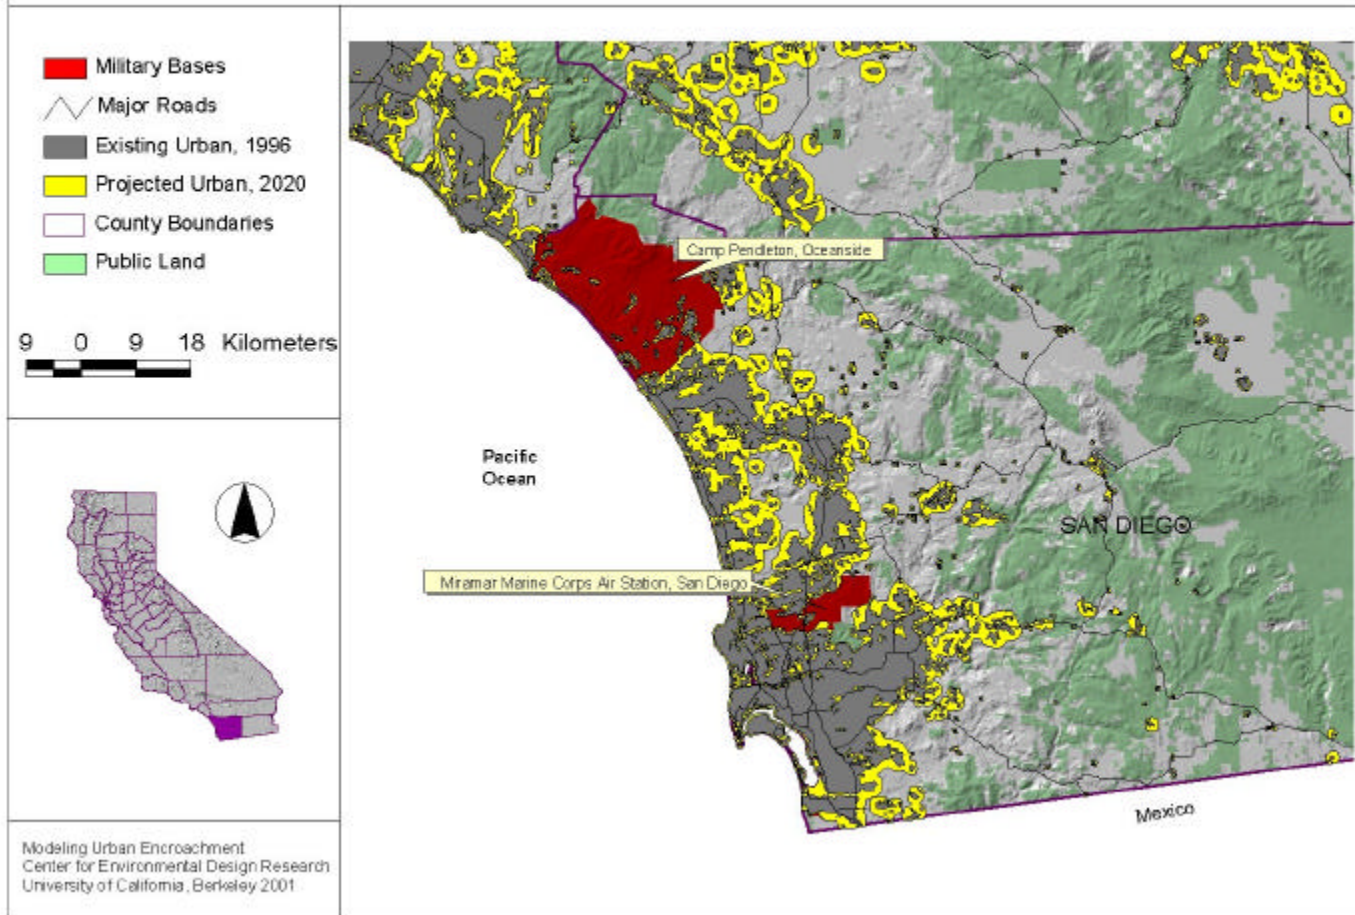 Military Bases
Major Roads
Existing Urban, 1996
Projected Urban, 2020
County Boundaries
Public Land
9 0 9 18 Kilometers
Camp Pendleton, Oceanside
Pacific
Ocean
SAN DIEGO
Miramar Marine Corps Air Station, San Diego
Mexico
Modeling Urban Encroachment
Center for Environmental Design Research
University of California, Berkeley 2001